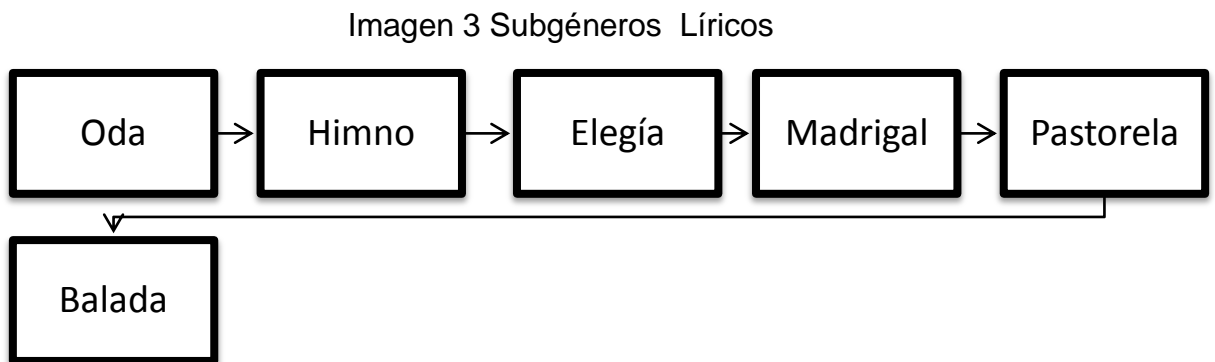 Imagen 3 Subgéneros  Líricos
Oda
Himno
Elegía
Madrigal
Pastorela
Balada